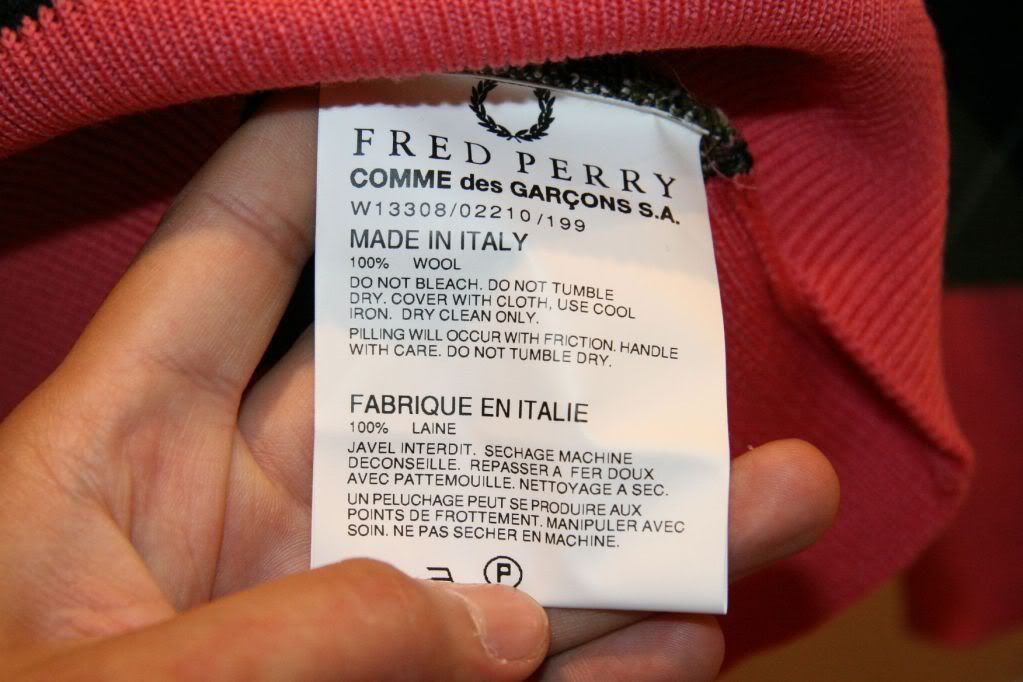 FRED PERRY
COMME des GARÇONS S.A.
W13308/02210/199
MADE IN ITALY
100% WOOL
DO NOT BLEACH. DO NOT TUMBLE
DRY. COVER WITH CLOTH, USE COOL
IRON. DRY CLEAN ONLY.
PILLING WILL OCCUR WITH FRICTION. HANDLE
WITH CARE. DO NOT TUMBLE DRY.
FABRIQUE EN ITALIE
100% LAINE
JAVEL INTERDIT. SECHAGE MACHINE
DECONSEILLE. REPASSER A FER DOUX
AVEC PATTEMOUILLE. NETTOYAGE A SEC.
UN PELUCHAGE PEUT SE PRODUIRE AUX
POINTS DE FROTTEMENT. MANIPULER AVEC
SOIN. NE PAS SECHER EN MACHINE.
P